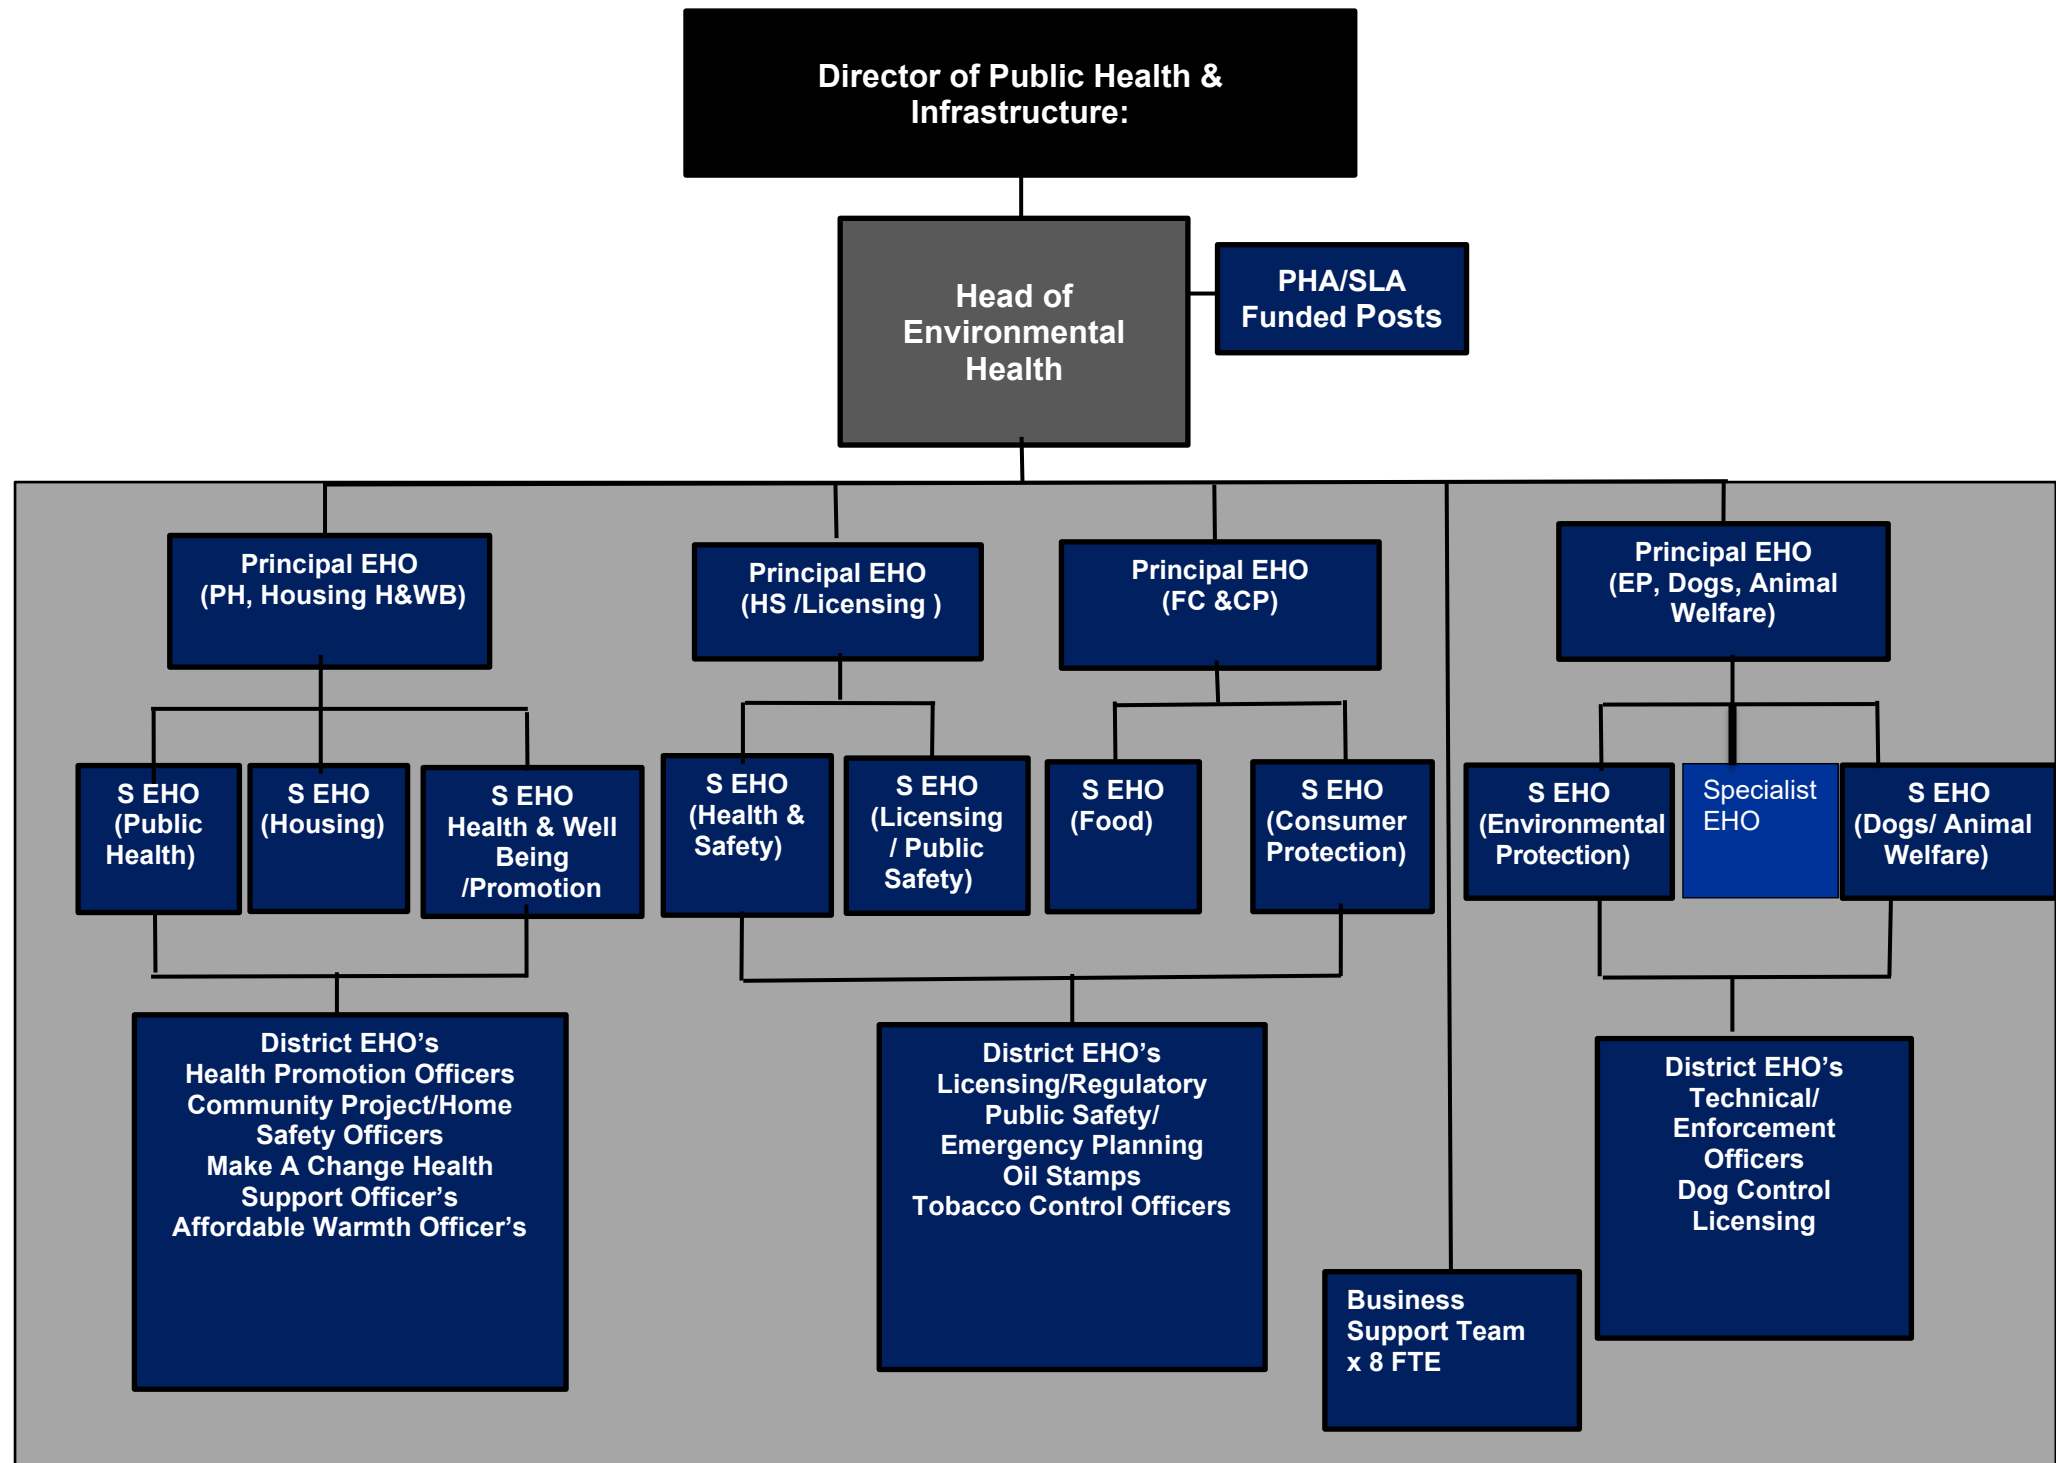 Director of Public Health &
Infrastructure:
Head of
Environmental
Health
PHA/SLA
Funded Posts
Principal EHO
(PH, Housing H&WB)
Principal EHO
(HS /Licensing )
Principal EHO
(FC &CP)
Principal EHO
(EP, Dogs, Animal
Welfare)
S EHO
(Public
Health)
S EHO
(Housing)
S EHO
Health & Well
Being
/Promotion
S EHO
(Health &
Safety)
S EHO
(Licensing
/ Public
Safety)
S EHO
(Food)
S EHO
(Consumer
Protection)
S EHO
(Environmental
Protection)
Specialist
EHO
S EHO
(Dogs/ Animal
Welfare)
District EHO’s
Health Promotion Officers
Community Project/Home
Safety Officers
Make A Change Health
Support Officer’s
Affordable Warmth Officer’s
District EHO’s
Licensing/Regulatory
Public Safety/
Emergency Planning
Oil Stamps
Tobacco Control Officers
Business
Support Team
x 8 FTE
District EHO’s
Technical/
Enforcement
Officers
Dog Control
Licensing